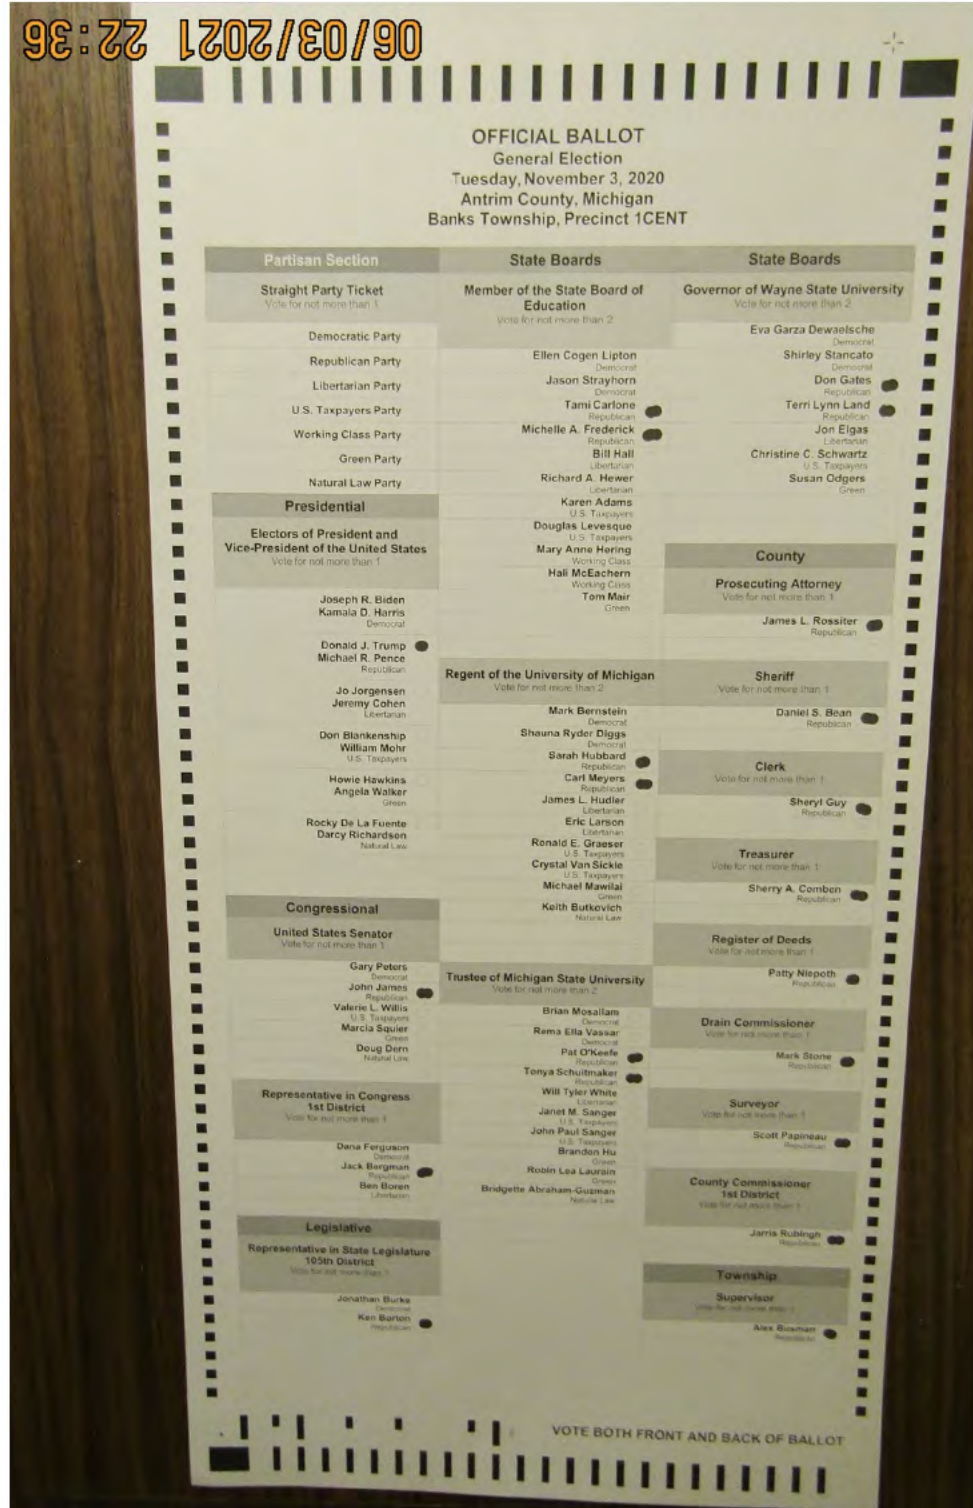 06/03/2021 22:36
OFFICIAL BALLOT
General Election
Tuesday, November 3, 2020
Antrim County, Michigan
Banks Township, Precinct 1CENT
Partisan Section
Straight Party Ticket
Vote for not more than 1
Democratic Party
Republican Party
Libertarian Party
U.S. Taxpayers Party
Working Class Party
Green Party
Natural Law Party
Presidential
Electors of President and
Vice-President of the United States
Vote for not more than 1
Joseph R. Biden
Kamala D. Harris
Democrat
Donald J. Trump
Michael R. Pence
Republican
Jo Jorgensen
Jeremy Cohen
Libertarian
Don Blankenship
William Mohr
U.S. Taxpayers
Howie Hawkins
Angela Walker
Green
Rocky De La Fuente
Darcy Richardson
Natural Law
Congressional
United States Senator
Vote for not more than 1
Gary Peters
Democrat
John James
Republican
Valerie L. Willis
U.S. Taxpayers
Marcia Squier
Green
Doug Dern
Natural Law
Representative in Congress
1st District
Vote for not more than 1
Dana Ferguson
Democrat
Jack Bergman
Republican
Ben Boren
Libertarian
Legislative
Representative in State Legislature
105th District
Vote for not more than 1
Jonathan Burke
Democrat
Ken Borton
Republican
State Boards
Member of the State Board of
Education
Vote for not more than 2
Ellen Cogen Lipton
Democrat
Jason Strayhorn
Democrat
Tami Carlone
Republican
Michelle A. Frederick
Republican
Bill Hall
Libertarian
Richard A. Hewer
Libertarian
Karen Adams
U.S. Taxpayers
Douglas Levesque
U.S. Taxpayers
Mary Anne Hering
Working Class
Hali McEachern
Working Class
Tom Mair
Green
Regent of the University of Michigan
Vote for not more than 2
Mark Bernstein
Democrat
Shauna Ryder Diggs
Democrat
Sarah Hubbard
Republican
Carl Meyers
Republican
James L. Hudler
Libertarian
Eric Larson
Libertarian
Ronald E. Graeser
U.S. Taxpayers
Crystal Van Sickle
U.S. Taxpayers
Michael Mawilai
Green
Keith Butkovich
Natural Law
Trustee of Michigan State University
Vote for not more than 2
Brian Mosallam
Democrat
Rema Ella Vassar
Democrat
Pat O'Keefe
Republican
Tonya Schuitmaker
Republican
Will Tyler White
Libertarian
Janet M. Sanger
U.S. Taxpayers
John Paul Sanger
U.S. Taxpayers
Brandon Hu
Green
Robin Lea Laurain
Green
Bridgette Abraham-Guzman
Natural Law
State Boards
Governor of Wayne State University
Vote for not more than 2
Eva Garza Dewaelsche
Democrat
Shirley Stancato
Democrat
Don Gates
Republican
Terri Lynn Land
Republican
Jon Elgas
Libertarian
Christine C. Schwartz
U.S. Taxpayers
Susan Odgers
Green
County
Prosecuting Attorney
Vote for not more than 1
James L. Rossiter
Republican
Sheriff
Vote for not more than 1
Daniel S. Bean
Republican
Clerk
Vote for not more than 1
Sheryl Guy
Republican
Treasurer
Vote for not more than 1
Sherry A. Comben
Republican
Register of Deeds
Vote for not more than 1
Patty Niepoth
Republican
Drain Commissioner
Vote for not more than 1
Mark Stone
Republican
Surveyor
Vote for not more than 1
Scott Papineau
Republican
County Commissioner
1st District
Vote for not more than 1
Jarris Rubingh
Republican
Township
Supervisor
Vote for not more than 1
Alex Busman
Republican
VOTE BOTH FRONT AND BACK OF BALLOT